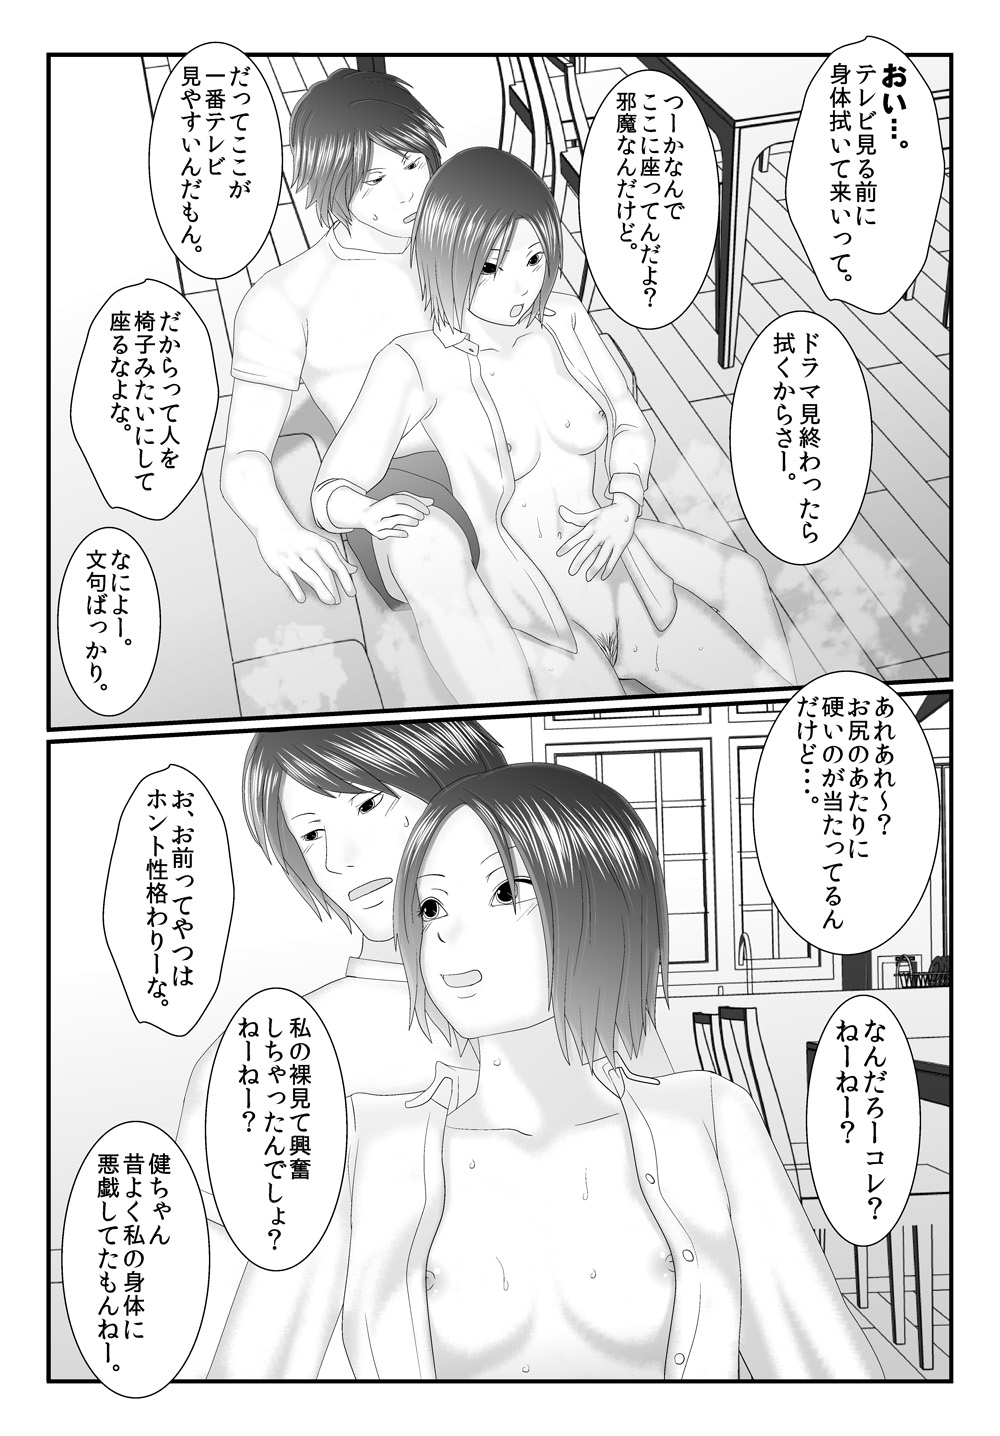 おい…。
テレビ見る前に
身体拭いて来いって。
つーかなんで
ここに座ってんだよ？
邪魔なんだけど。
だってここが
一番テレビ
見やすいんだもん。
ドラマ見終わったら
拭くからさー。
だからって人を
椅子みたいにして
座るなよな。
なによー。
文句ばっかり。
あれあれ～？
お尻のあたりに
硬いのが当たってるん
だけど・・・。
お、お前ってやつは
ホント性格わりーな。
なんだろーコレ？
ねーねー？
私の裸見て興奮
しちゃったんでしょ？
ねーねー？
健ちゃん
昔よく私の身体に
悪戯してたもんねー。